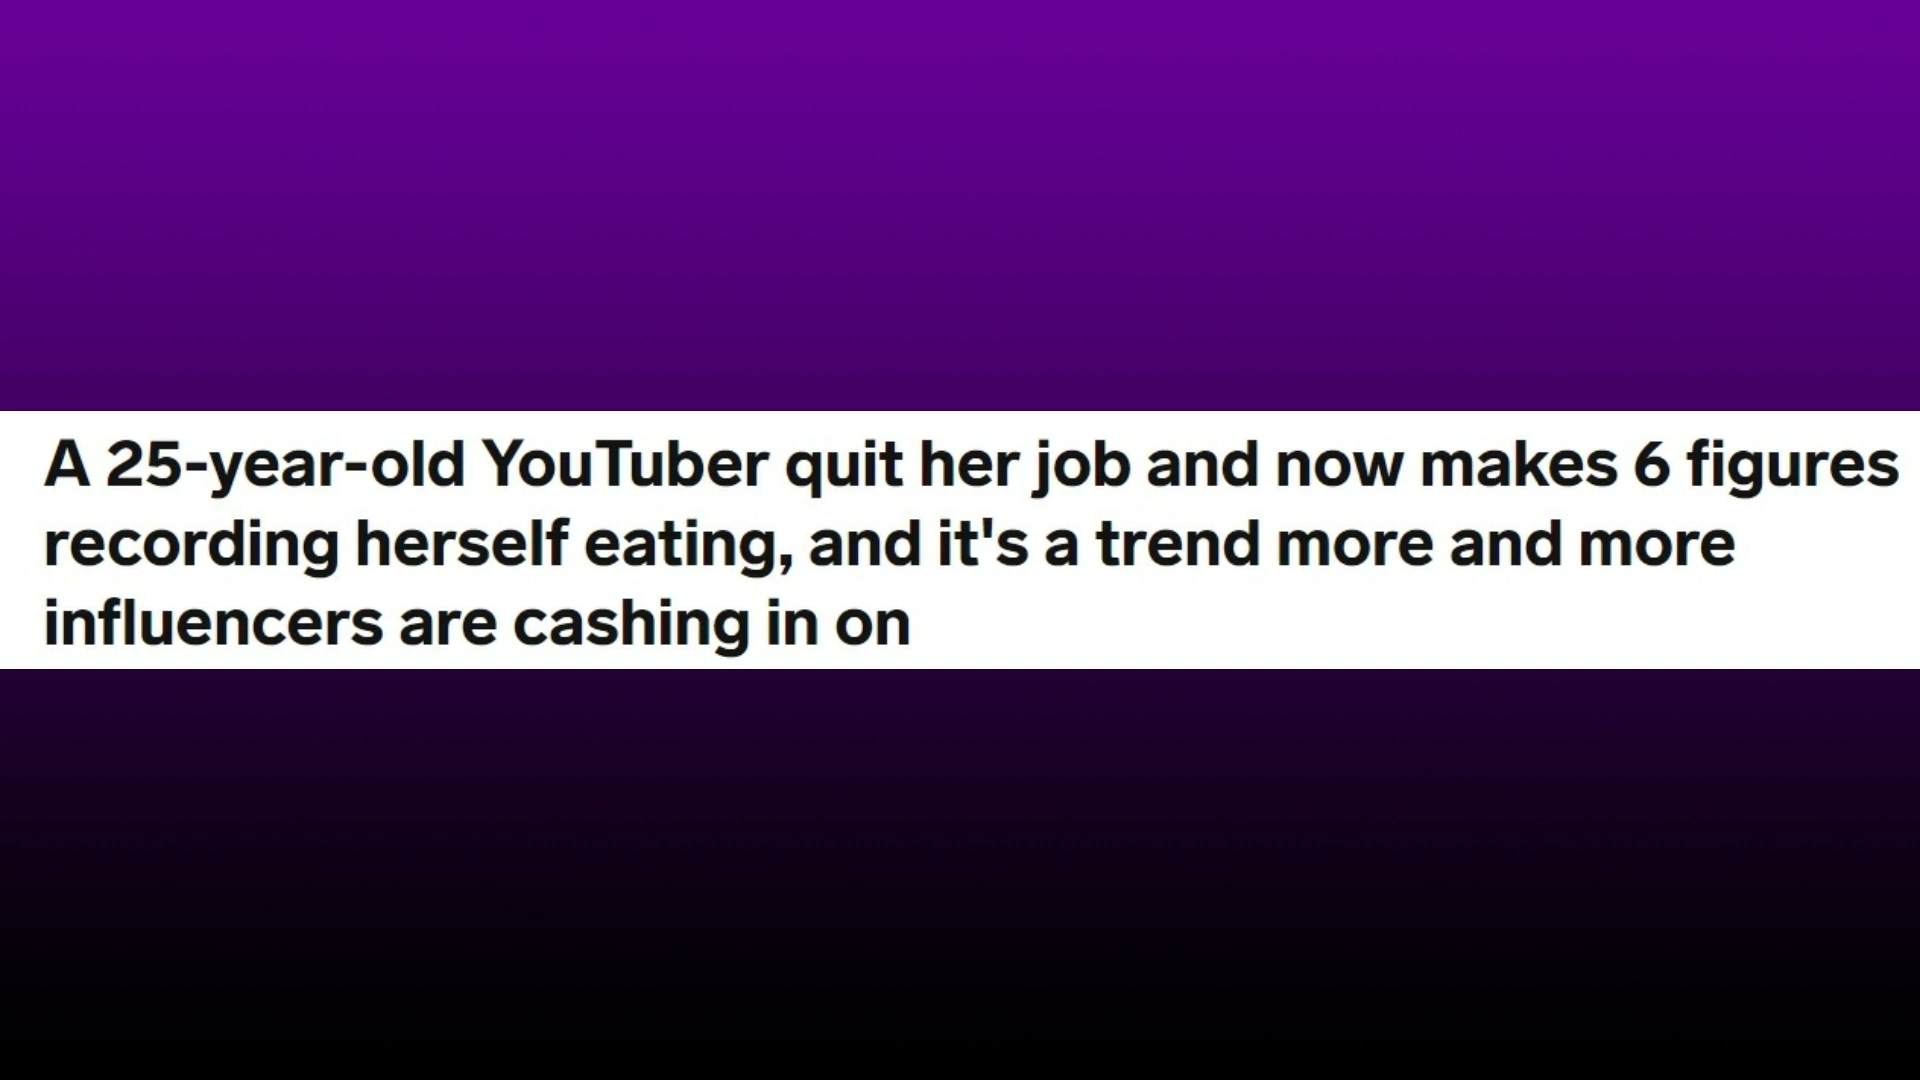 A 25-year-old YouTuber quit her job and now makes 6 figures
recording herself eating, and it's a trend more and more
influencers are cashing in on